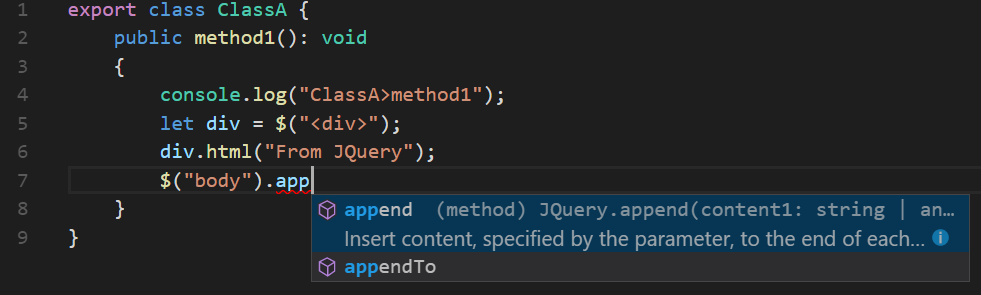 1 export class ClassA {
2 public method1(): void
3 {
4 console.log("ClassA>method1");
5 let div = $("<div>");
6 div.html("From JQuery");
7 $("body").app
append (method) JQuery.append(content1: string | an…
Insert content, specified by the parameter, to the end of each…
appendTo
8 }
9 }